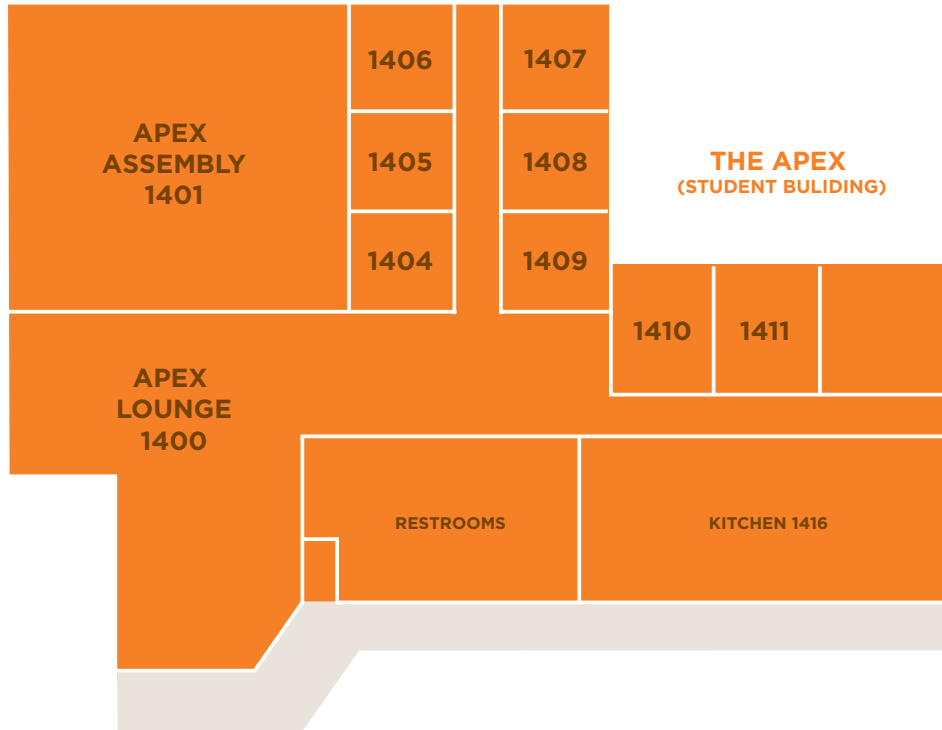 1406
1407
APEX
ASSEMBLY
1401
1405
1408
THE APEX
(STUDENT BULIDING)
1404
1409
1410
1411
APEX
LOUNGE
1400
RESTROOMS
KITCHEN 1416